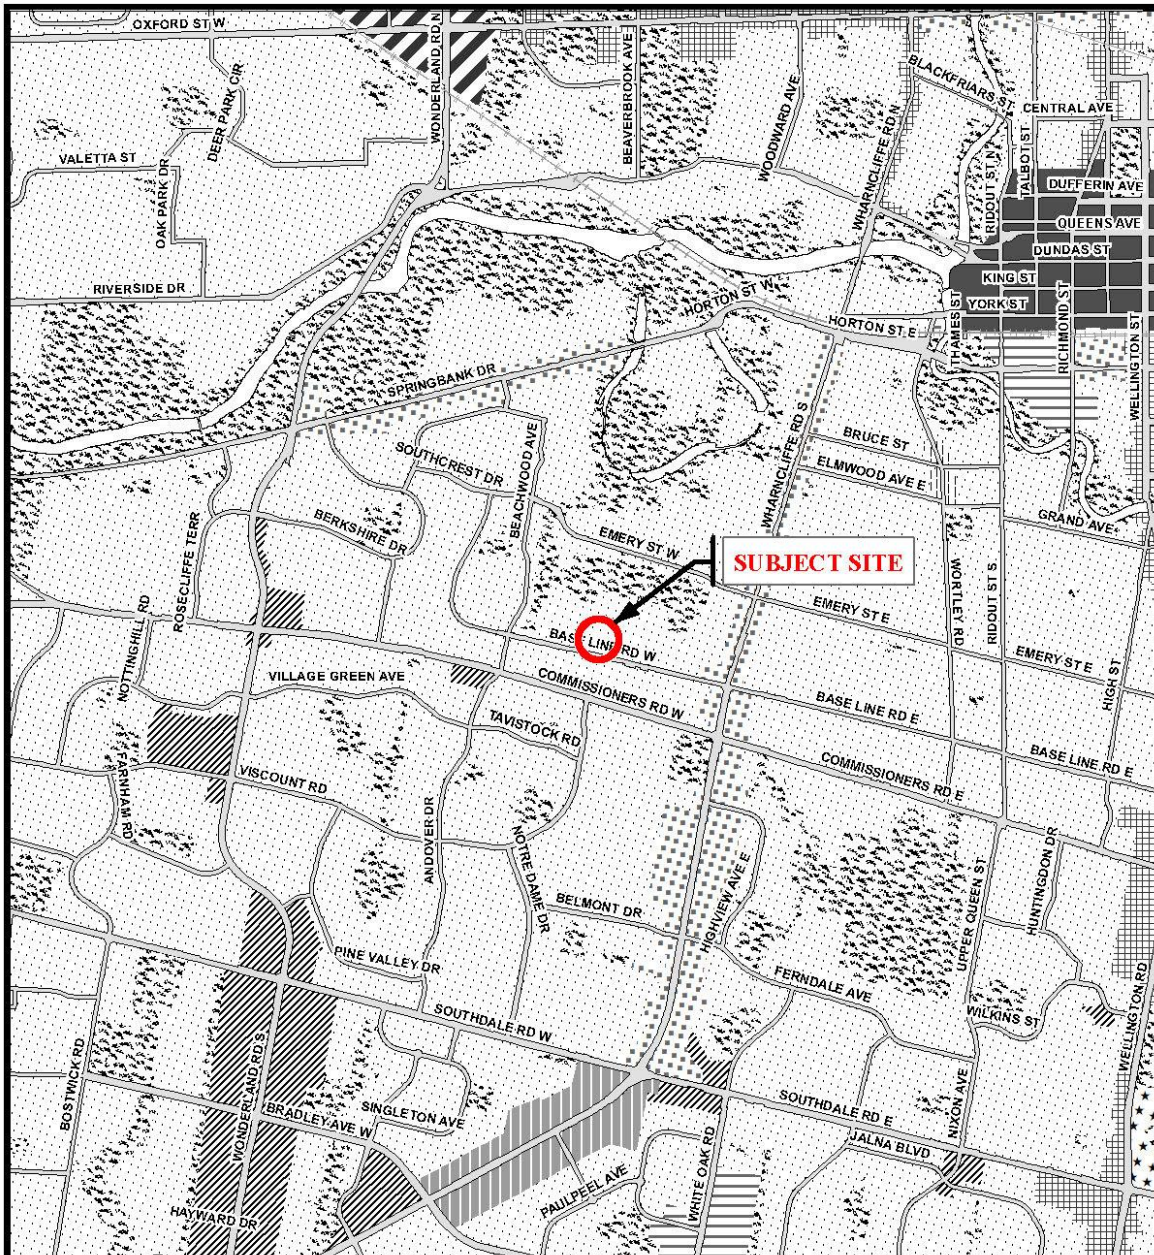 OXFORD ST W
WONDERLAND RD N
BEAVERBROOK AVE
WOODWARD AVE
BLACKFRIARS ST
CENTRAL AVE
DEER PARK CIR
VALETTA ST
OAK PARK DR
WHARNCLIFFE RD N
RIDOUT ST N
TALBOT ST
DUFFERIN AVE
QUEENS AVE
DUNDAS ST
KING ST
YORK ST
RIVERSIDE DR
HORTON ST W
HORTON ST E
THAMES ST
RICHMOND ST
WELLINGTON ST
SPRINGBANK DR
WHARNCLIFFE RD S
BRUCE ST
ELMWOOD AVE E
SOUTHCREST DR
BEACHWOOD AVE
BERKSHIRE DR
ROSECLIFFE TERR
EMERY ST W
GRAND AVE
SUBJECT SITE
WORTLEY RD
RIDOUT ST S
NOTTINGHILL RD
EMERY ST E
EMERY ST E
BASE LINE RD W
HIGH ST
VILLAGE GREEN AVE
COMMISSIONERS RD W
TAVISTOCK RD
BASE LINE RD E
BASE LINE RD E
COMMISSIONERS RD E
FARNHAM RD
VISCOUNT RD
ANDOVER DR
NOTRE DAME DR
HIGHVIEW AVE E
UPPER QUEEN ST
HUNTINGDON DR
BELMONT DR
PINE VALLEY DR
FERNDALE AVE
WILKINS ST
WELLINGTON RD
SOUTHDALE RD W
BOSTWICK RD
WONDERLAND RD S
BRADLEY AVE W
SINGLETON AVE
SOUTHDALE RD E
NIXON AVE
JALNA BLVD
WHITE OAK RD
PAULPEEL AVE
HAYWARD DR